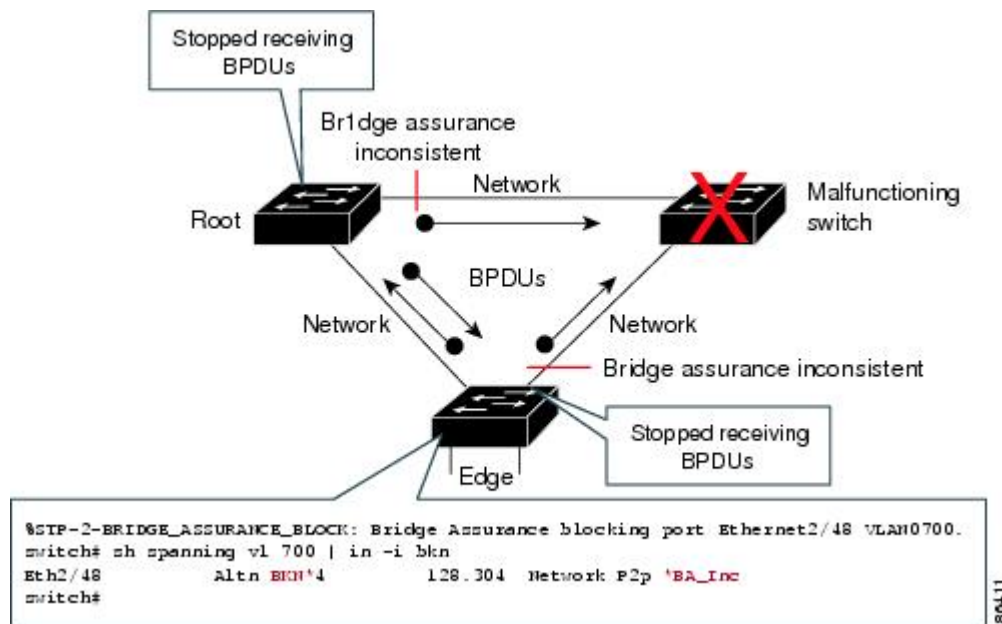 Stopped receiving
BPDUs
Br1dge assurance
inconsistent
Network
Root
Malfunctioning
switch
BPDUs
Network
Network
Bridge assurance inconsistent
Stopped receiving
BPDUs
Edge
%STP-2-BRIDGE_ASSURANCE_BLOCK: Bridge Assurance blocking port Ethernet2/48 VLAN0700.
switch# sh spanning vl 700 | in -i bkn
Eth2/48 Altn BKN*4 128.304 Network P2p *BA_Inc
switch#